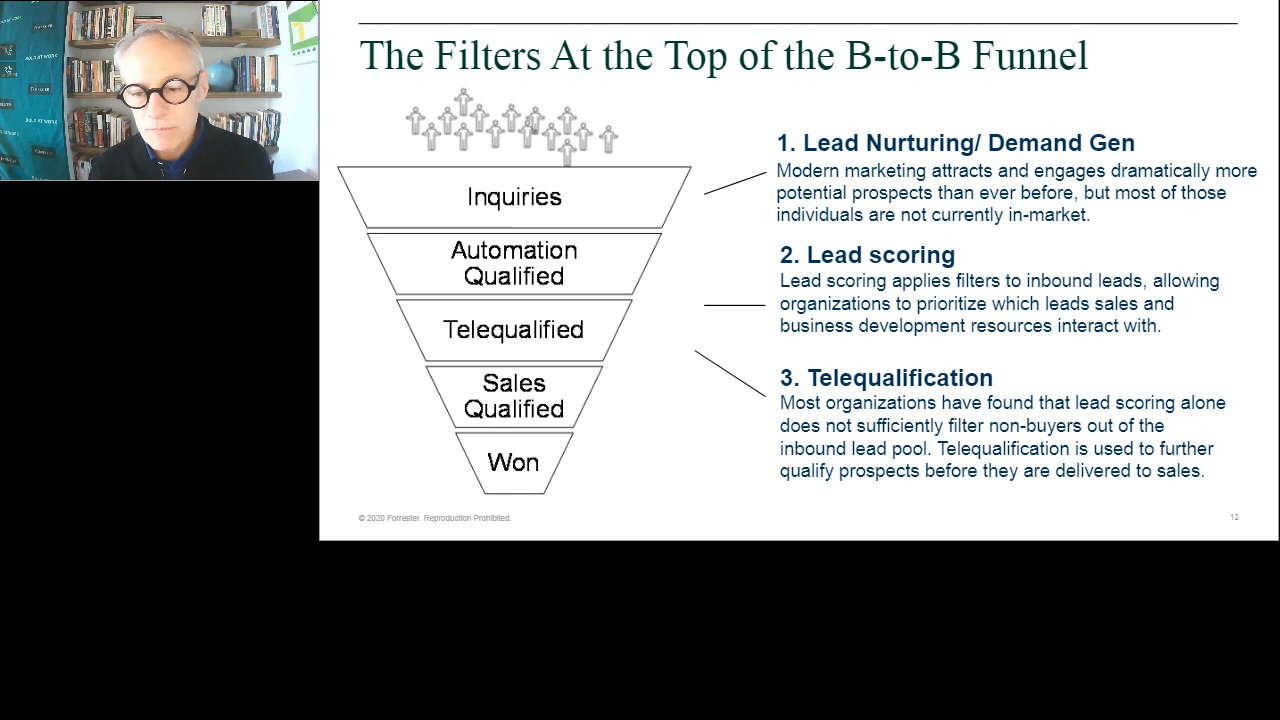 The Filters At the Top of the B-to-B Funnel
Inquiries
Automation
Qualified
Telequalified
Sales
Qualified
Won
1. Lead Nurturing/ Demand Gen
Modern marketing attracts and engages dramatically more
potential prospects than ever before, but most of those
individuals are not currently in-market.
2. Lead scoring
Lead scoring applies filters to inbound leads, allowing
organizations to prioritize which leads sales and
business development resources interact with.
3. Telequalification
Most organizations have found that lead scoring alone
does not sufficiently filter non-buyers out of the
inbound lead pool. Telequalification is used to further
qualify prospects before they are delivered to sales.
© 2020 Forrester. Reproduction Prohibited.
12